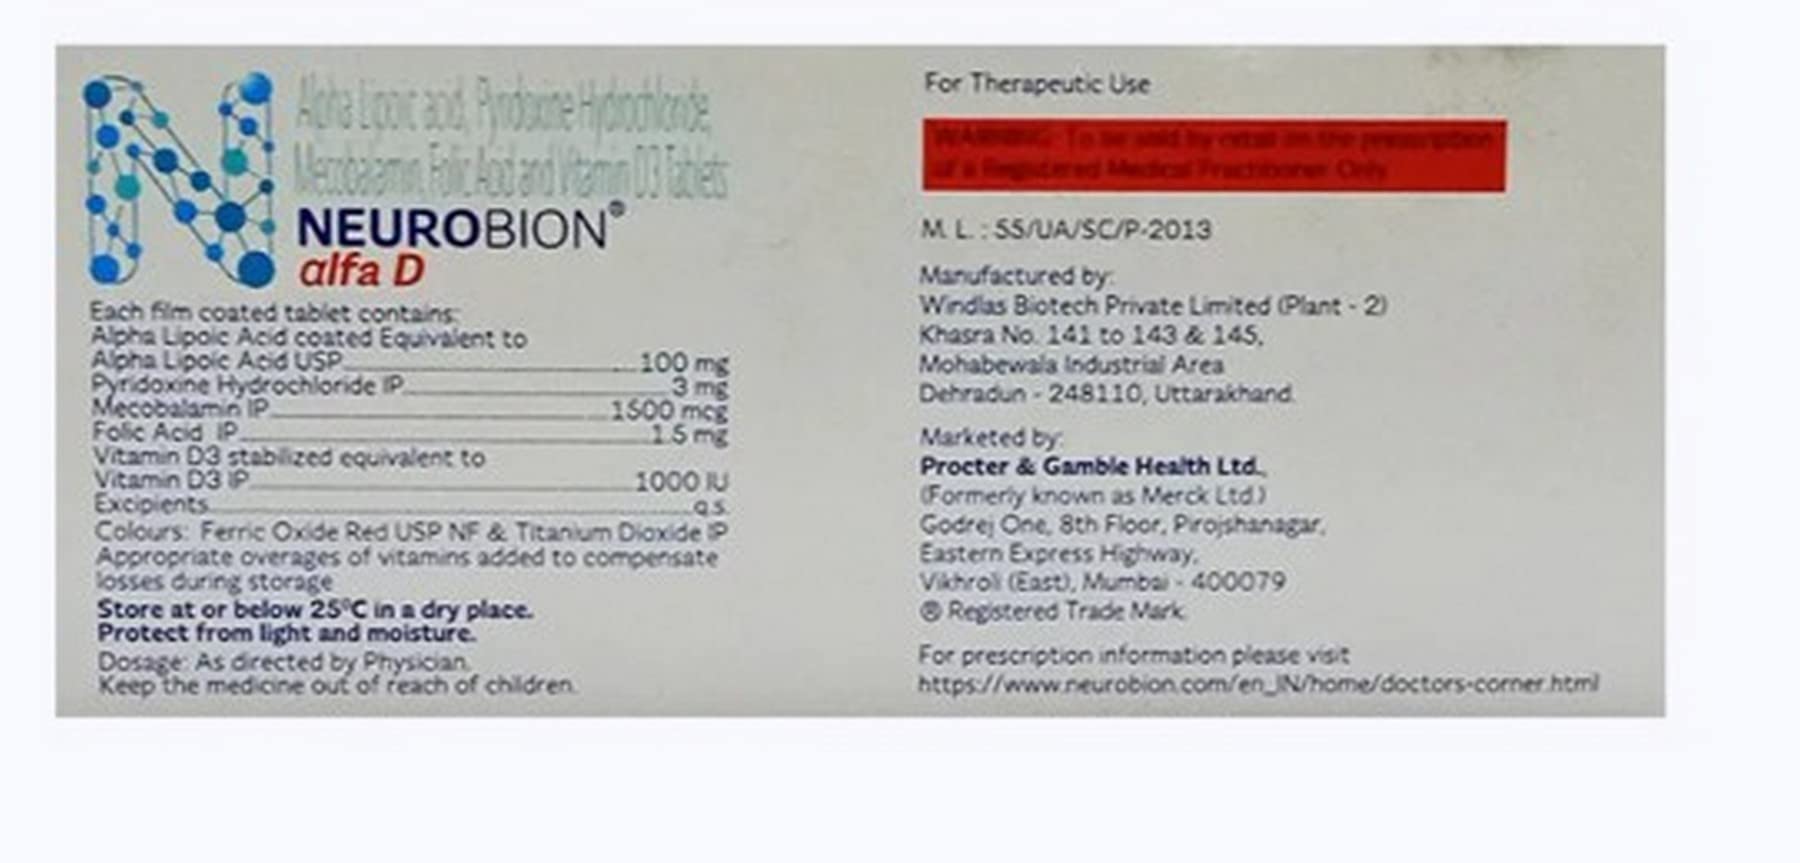 Alpha Lipoic acid, Pyridoxine Hydrochloride,
Mecobalamin, Folic Acid and Vitamin D3 Tablets
NEUROBION®
alfa D
Each film coated tablet contains:
Alpha Lipoic Acid coated Equivalent to
Alpha Lipoic Acid USP 100 mg
Pyridoxine Hydrochloride IP 3 mg
Mecobalamin IP 1500 mcg
Folic Acid IP 1.5 mg
Vitamin D3 stabilized equivalent to
Vitamin D3 IP 1000 IU
Excipients q.s.
Colours: Ferric Oxide Red USP NF & Titanium Dioxide IP
Appropriate overages of vitamins added to compensate
losses during storage
Store at or below 25°C in a dry place.
Protect from light and moisture.
Dosage: As directed by Physician.
Keep the medicine out of reach of children.
For Therapeutic Use
WARNING: To be sold by retail on the prescription
of a Registered Medical Practitioner Only
M. L. : 55/UA/SC/P-2013
Manufactured by:
Windlas Biotech Private Limited (Plant - 2)
Khasra No. 141 to 143 & 145,
Mohabewala Industrial Area
Dehradun - 248110, Uttarakhand.
Marketed by:
Procter & Gamble Health Ltd.,
(Formerly known as Merck Ltd.)
Godrej One, 8th Floor, Pirojshanagar,
Eastern Express Highway,
Vikhroli (East), Mumbai - 400079
® Registered Trade Mark
For prescription information please visit
https://www.neurobion.com/en_IN/home/doctors-corner.html